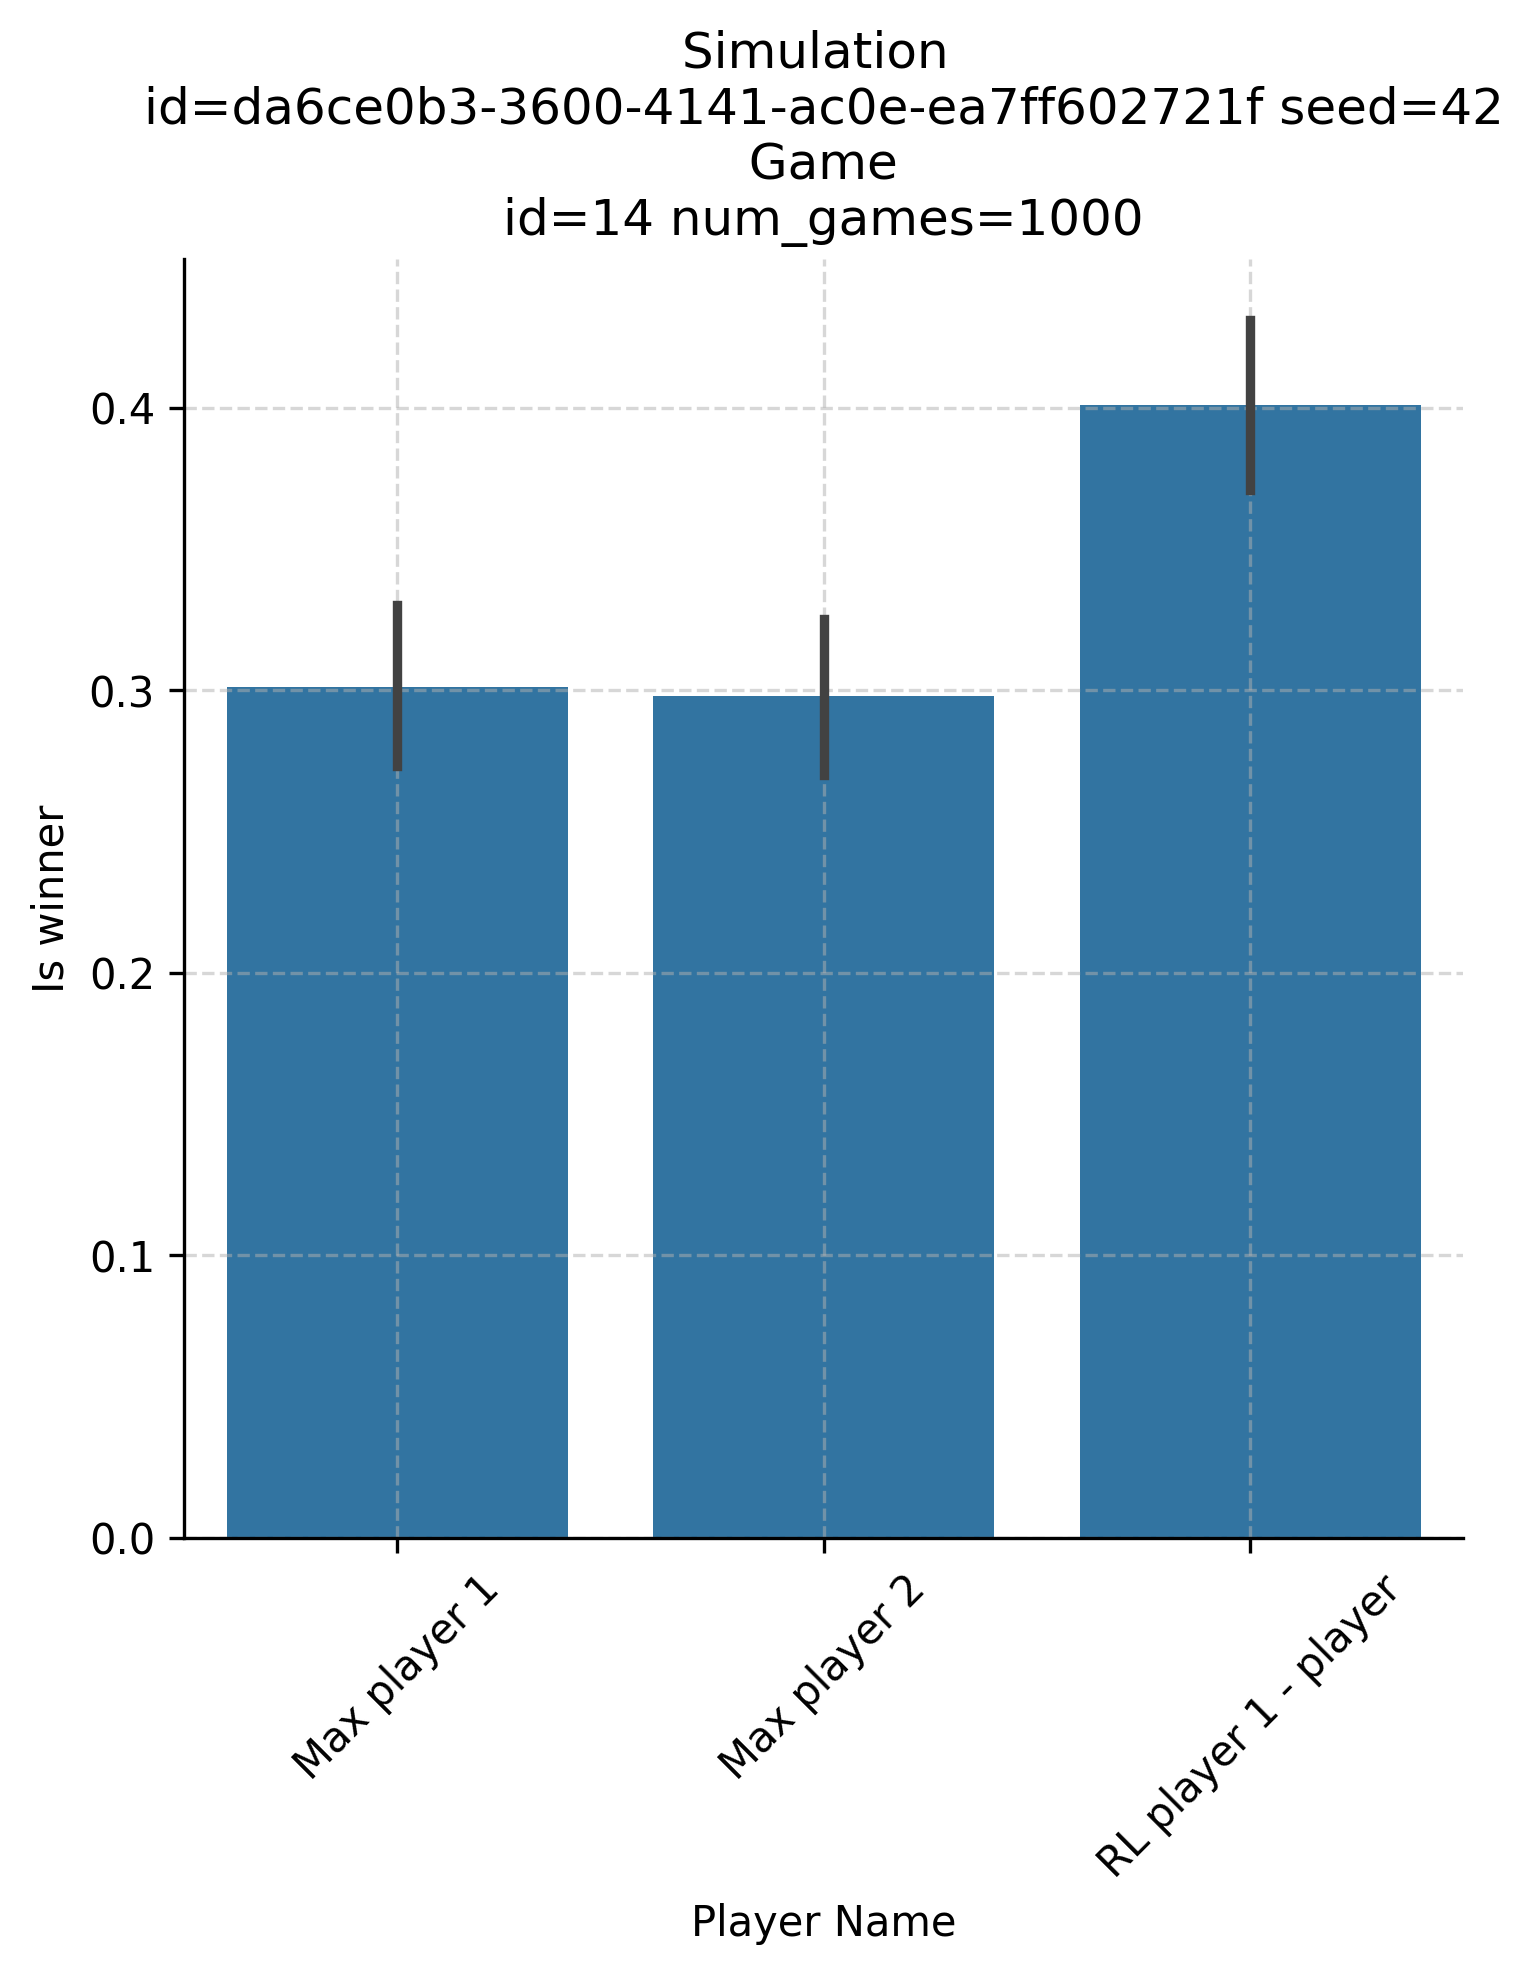 Simulation
id=da6ce0b3-3600-4141-ac0e-ea7ff602721f seed=42
Game
id=14 num_games=1000
0.4
0.3
0.2
0.1
0.0
Is winner
Max player 1
Max player 2
RL player 1 - player
Player Name